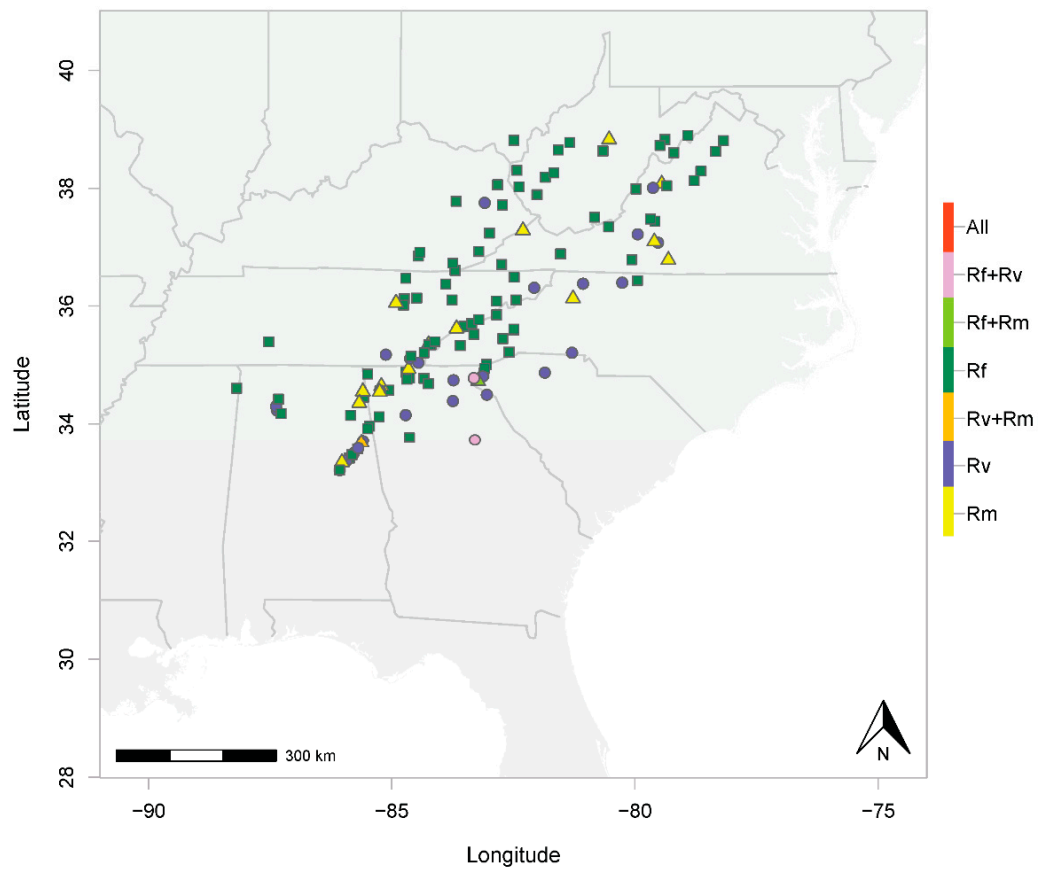 40
38
36
34
32
30
28
Latitude
−90
−85
−80
−75
Longitude
300 km
N
All
Rf+Rv
Rf+Rm
Rf
Rv+Rm
Rv
Rm